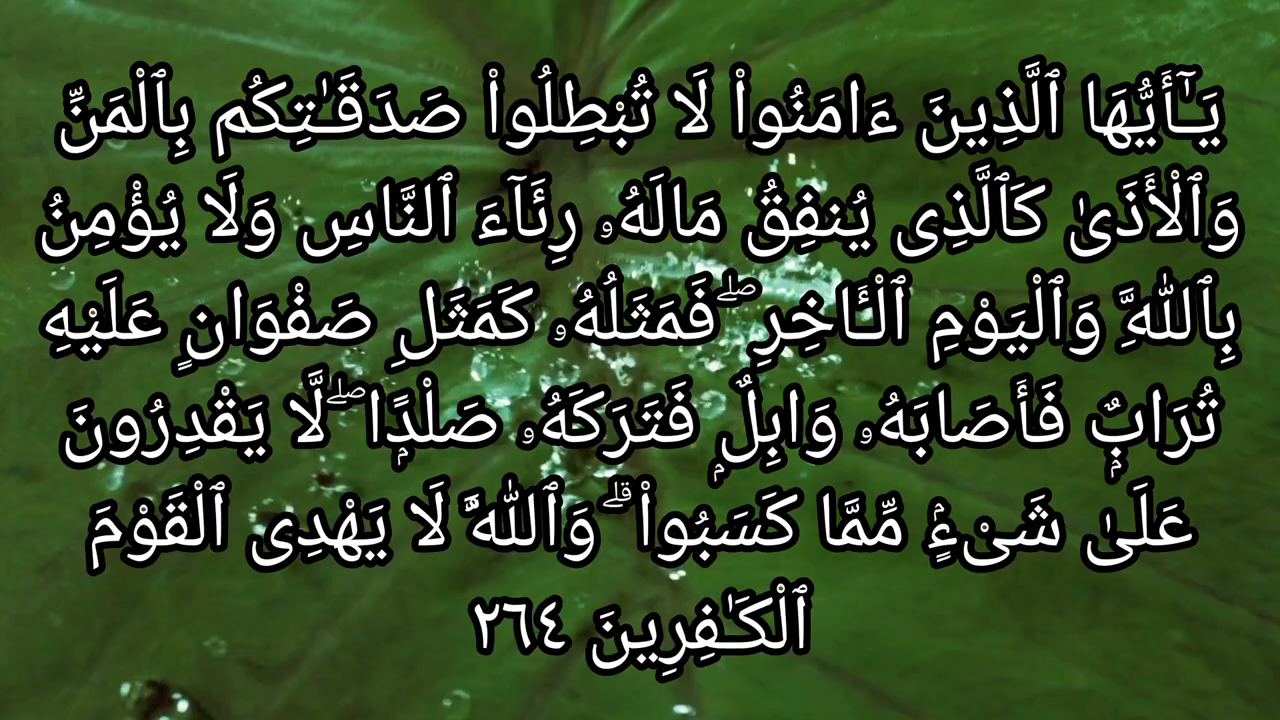 يَـٰٓأَيُّهَا ٱلَّذِينَ ءَامَنُوا۟ لَا تُبْطِلُوا۟ صَدَقَـٰتِكُم بِٱلْمَنِّ
وَٱلْأَذَىٰ كَٱلَّذِى يُنفِقُ مَالَهُۥ رِئَآءَ ٱلنَّاسِ وَلَا يُؤْمِنُ
بِٱللَّهِ وَٱلْيَوْمِ ٱلْـَٔاخِرِ ۖ فَمَثَلُهُۥ كَمَثَلِ صَفْوَانٍ عَلَيْهِ
تُرَابٌۭ فَأَصَابَهُۥ وَابِلٌۭ فَتَرَكَهُۥ صَلْدًۭا ۖ لَّا يَقْدِرُونَ
عَلَىٰ شَىْءٍۢ مِّمَّا كَسَبُوا۟ ۗ وَٱللَّهُ لَا يَهْدِى ٱلْقَوْمَ
ٱلْكَـٰفِرِينَ ٢٦٤